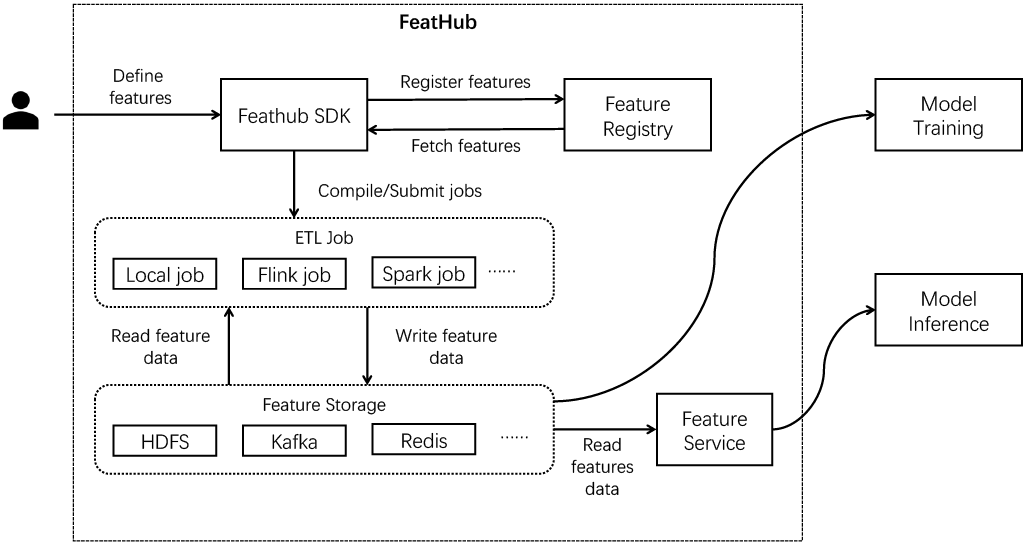 FeatHub
Define
features
Feathub SDK
Register features
Fetch features
Feature
Registry
Model
Training
Compile/Submit jobs
ETL Job
Local job
Flink job
Spark job
......
Read feature
data
Write feature
data
Model
Inference
Feature Storage
HDFS
Kafka
Redis
......
Read
features
data
Feature
Service